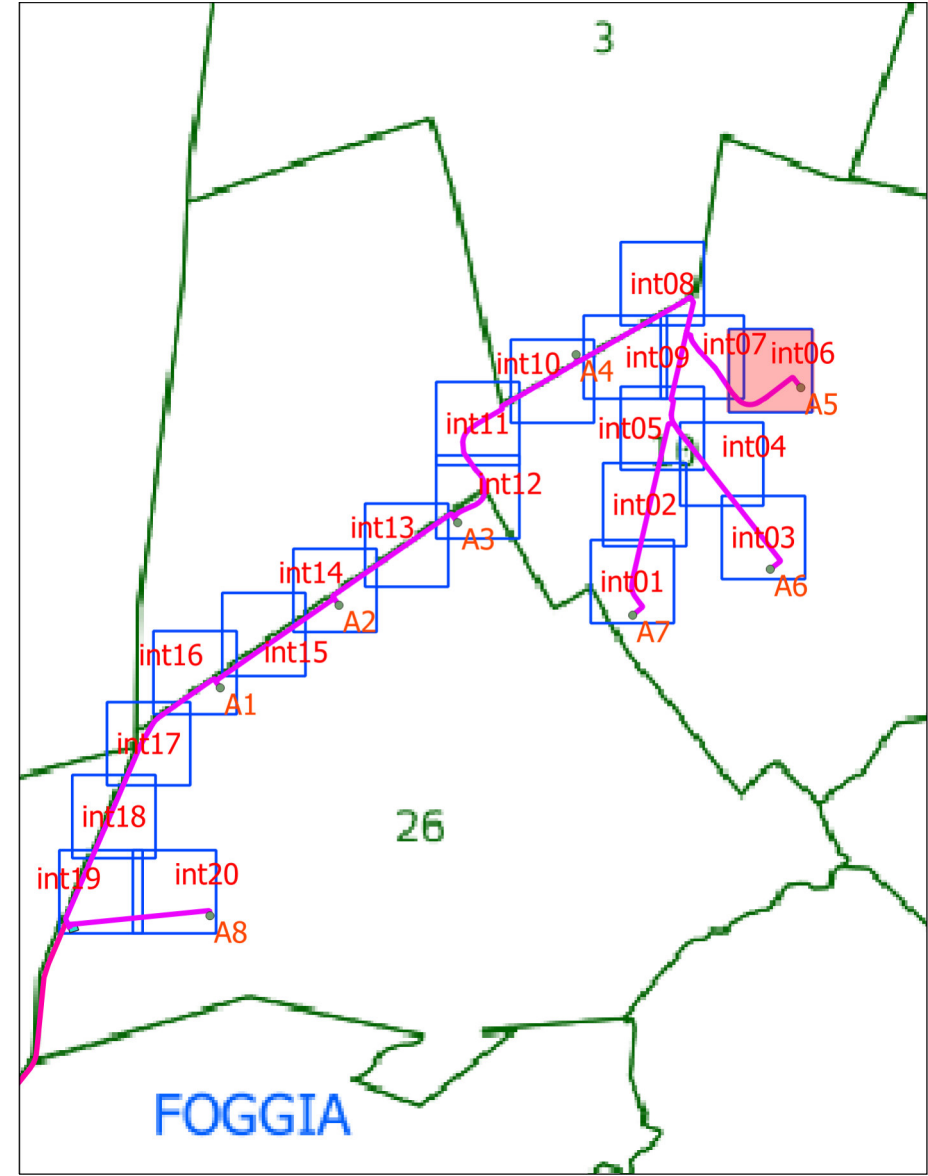 3
int08
int07
int09
int06
int10
A4
A5
int11
int05
int04
int12
int02
int13
A3
int03
int14
A6
int01
A2
A7
int16
int15
A1
int17
int18
26
int20
int19
A8
FOGGIA